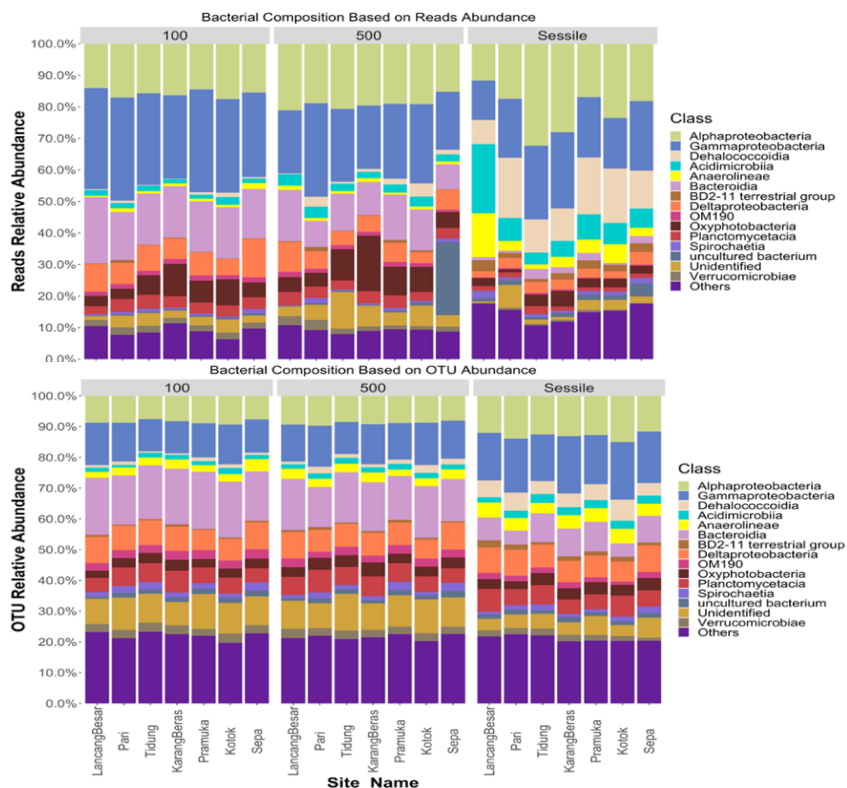 Bacterial Composition Based on Reads Abundance
100 500 Sessile
Reads Relative Abundance
100.0%
90.0%
80.0%
70.0%
60.0%
50.0%
40.0%
30.0%
20.0%
10.0%
0.0%
Class
Alphaproteobacteria
Gammaproteobacteria
Dehalococcoidia
Acidimicrobiia
Anaerolineae
Bacteroidia
BD2-11 terrestrial group
Deltaproteobacteria
OM190
Oxyphotobacteria
Planctomycetacia
Spirochaetia
uncultured bacterium
Unidentified
Verrucomicrobiae
Others
Bacterial Composition Based on OTU Abundance
100 500 Sessile
OTU Relative Abundance
100.0%
90.0%
80.0%
70.0%
60.0%
50.0%
40.0%
30.0%
20.0%
10.0%
0.0%
Class
Alphaproteobacteria
Gammaproteobacteria
Dehalococcoidia
Acidimicrobiia
Anaerolineae
Bacteroidia
BD2-11 terrestrial group
Deltaproteobacteria
OM190
Oxyphotobacteria
Planctomycetacia
Spirochaetia
uncultured bacterium
Unidentified
Verrucomicrobiae
Others
LancangBesar
Pari
Tidung
KarangBeras
Pramuka
Kotok
Sepa
LancangBesar
Pari
Tidung
KarangBeras
Pramuka
Kotok
Sepa
LancangBesar
Pari
Tidung
KarangBeras
Pramuka
Kotok
Sepa
Site_Name